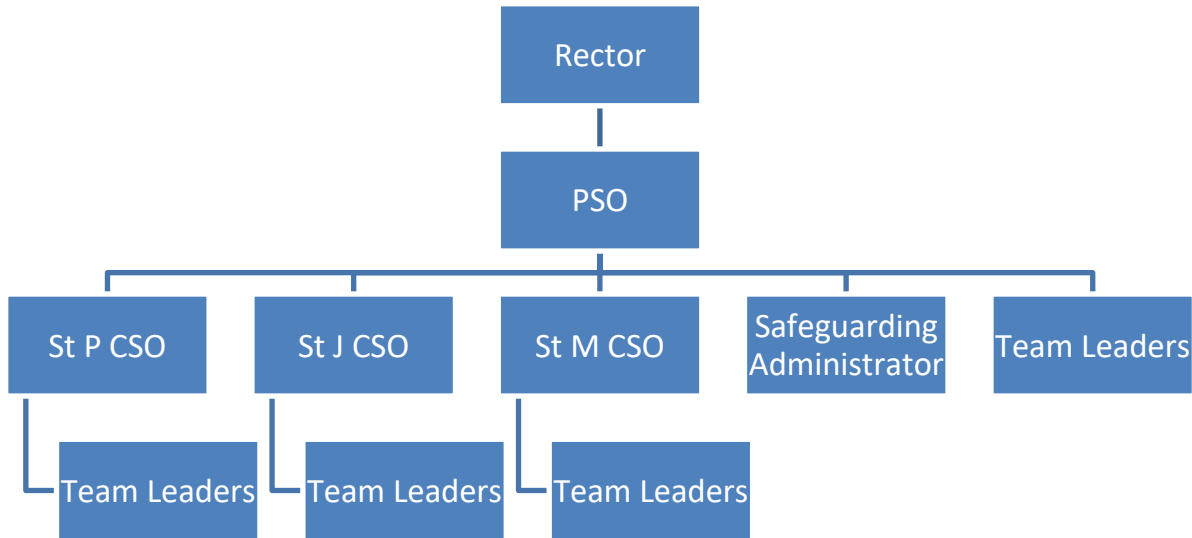 Rector
PSO
St P CSO
St J CSO
St M CSO
Safeguarding
Administrator
Team Leaders
Team Leaders
Team Leaders
Team Leaders